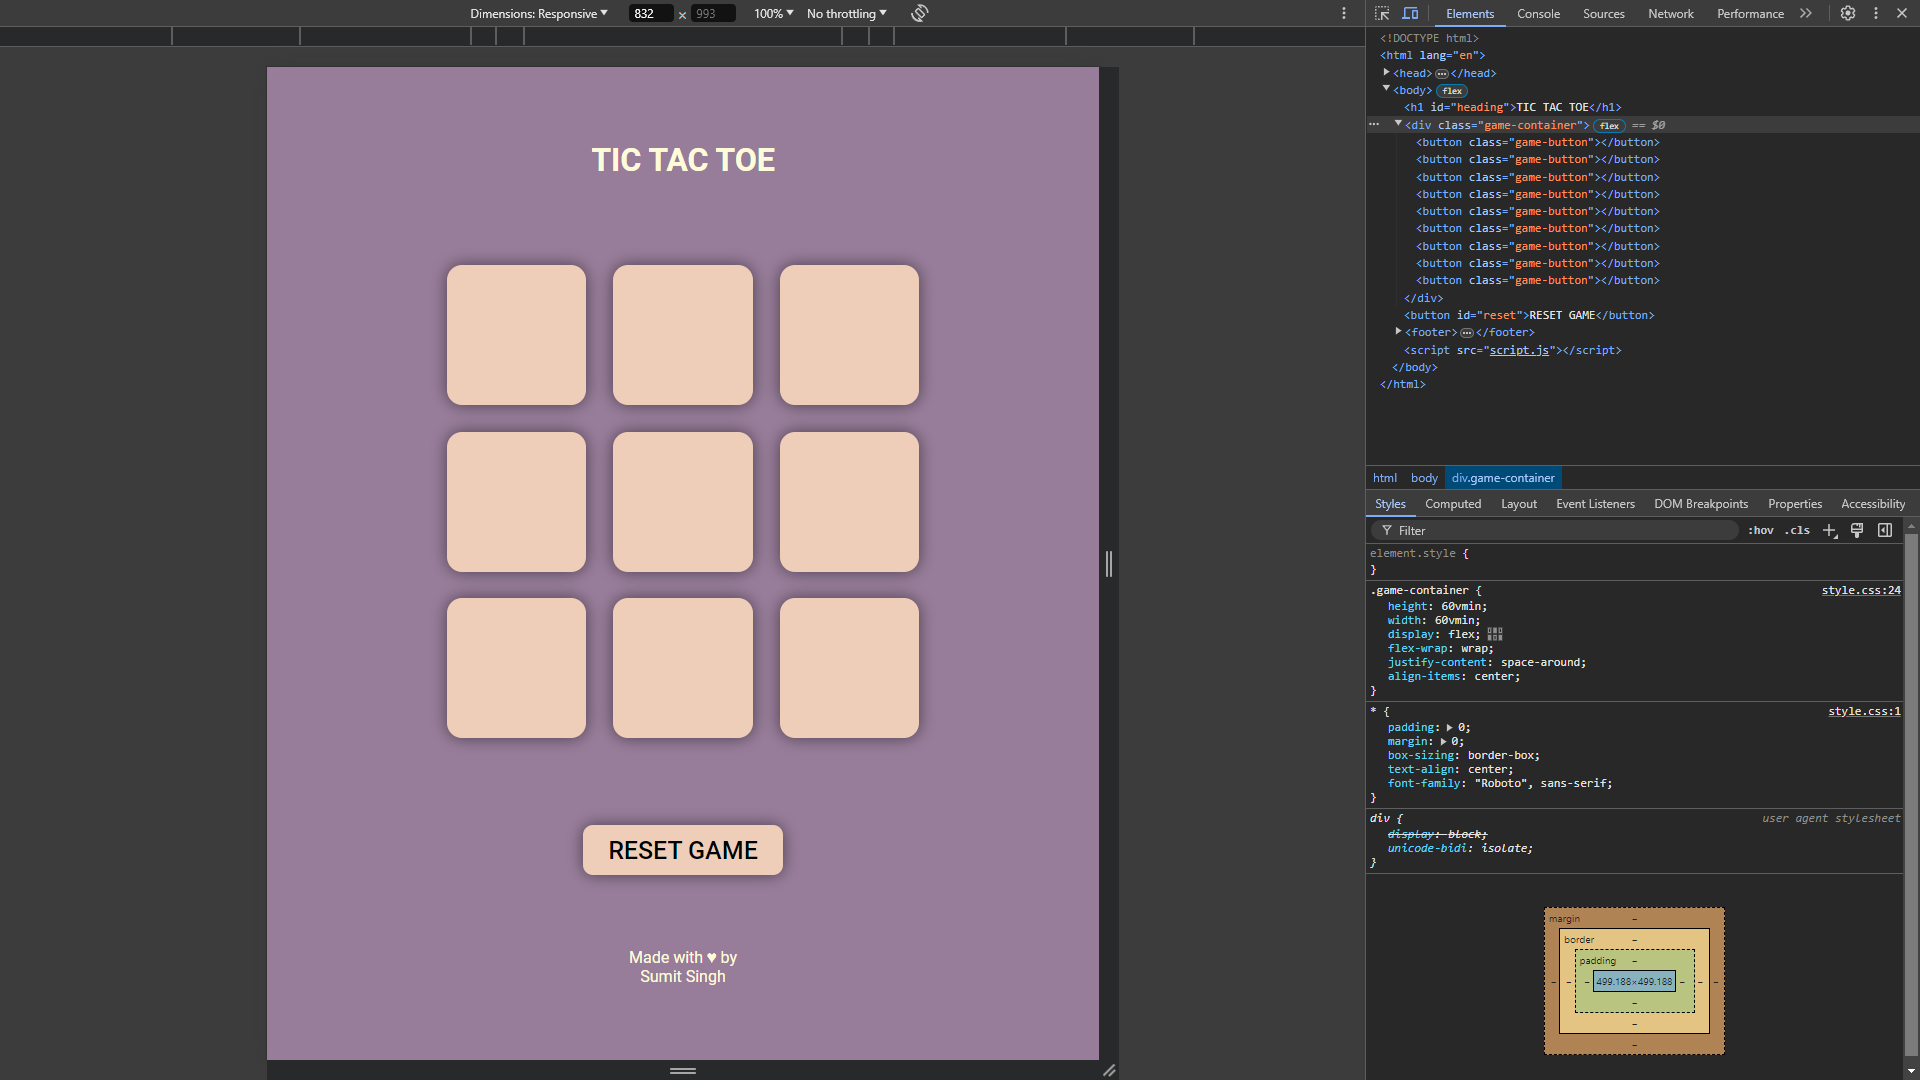 Dimensions: Responsive 832 × 993 100% No throttling
Elements Console Sources Network Performance
TIC TAC TOE
RESET GAME
Made with ♥ by
Sumit Singh
<!DOCTYPE html>
<html lang="en">
<head> ••• </head>
<body> flex
<h1 id="heading">TIC TAC TOE</h1>
••• <div class="game-container"> flex == $0
<button class="game-button"></button>
<button class="game-button"></button>
<button class="game-button"></button>
<button class="game-button"></button>
<button class="game-button"></button>
<button class="game-button"></button>
<button class="game-button"></button>
<button class="game-button"></button>
<button class="game-button"></button>
</div>
<button id="reset">RESET GAME</button>
<footer> ••• </footer>
<script src="script.js"></script>
</body>
</html>
html body div.game-container
Styles Computed Layout Event Listeners DOM Breakpoints Properties Accessibility
Filter :hov .cls
element.style {
}
.game-container { style.css:24
height: 60vmin;
width: 60vmin;
display: flex;
flex-wrap: wrap;
justify-content: space-around;
align-items: center;
}
* { style.css:1
padding: 0;
margin: 0;
box-sizing: border-box;
text-align: center;
font-family: "Roboto", sans-serif;
}
div { user agent stylesheet
display: block;
unicode-bidi: isolate;
}
margin –
border –
padding –
– – – 499.188×499.188 – – –
–
–
–